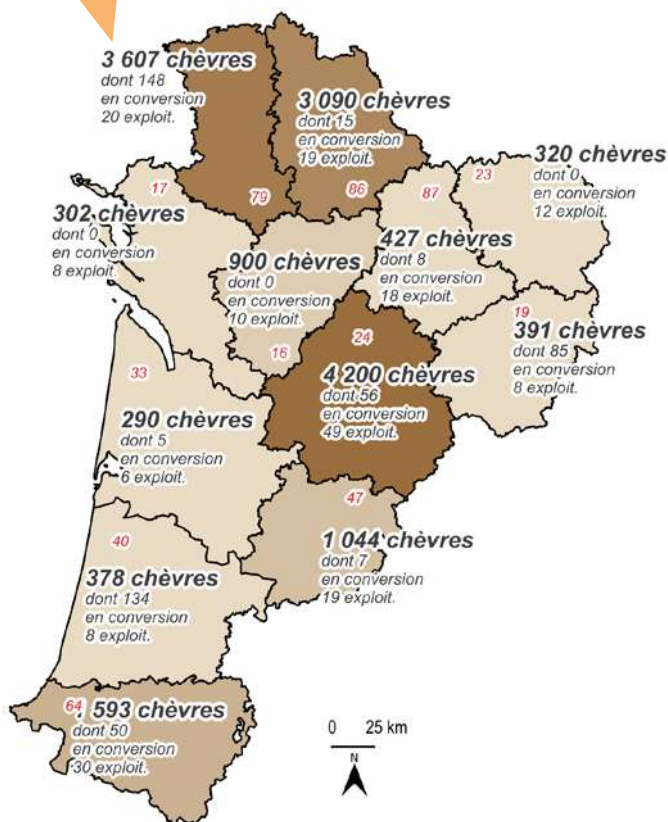 3 607 chèvres
dont 148
en conversion
20 exploit.
3 090 chèvres
dont 15
en conversion
19 exploit.
320 chèvres
dont 0
en conversion
12 exploit.
17
79
86
87
23
302 chèvres
dont 0
en conversion
8 exploit.
900 chèvres
dont 0
en conversion
10 exploit.
427 chèvres
dont 8
en conversion
18 exploit.
19
391 chèvres
dont 85
en conversion
8 exploit.
16
24
4 200 chèvres
dont 56
en conversion
49 exploit.
33
290 chèvres
dont 5
en conversion
6 exploit.
47
1 044 chèvres
dont 7
en conversion
19 exploit.
40
378 chèvres
dont 134
en conversion
8 exploit.
64
593 chèvres
dont 50
en conversion
30 exploit.
0 25 km
N